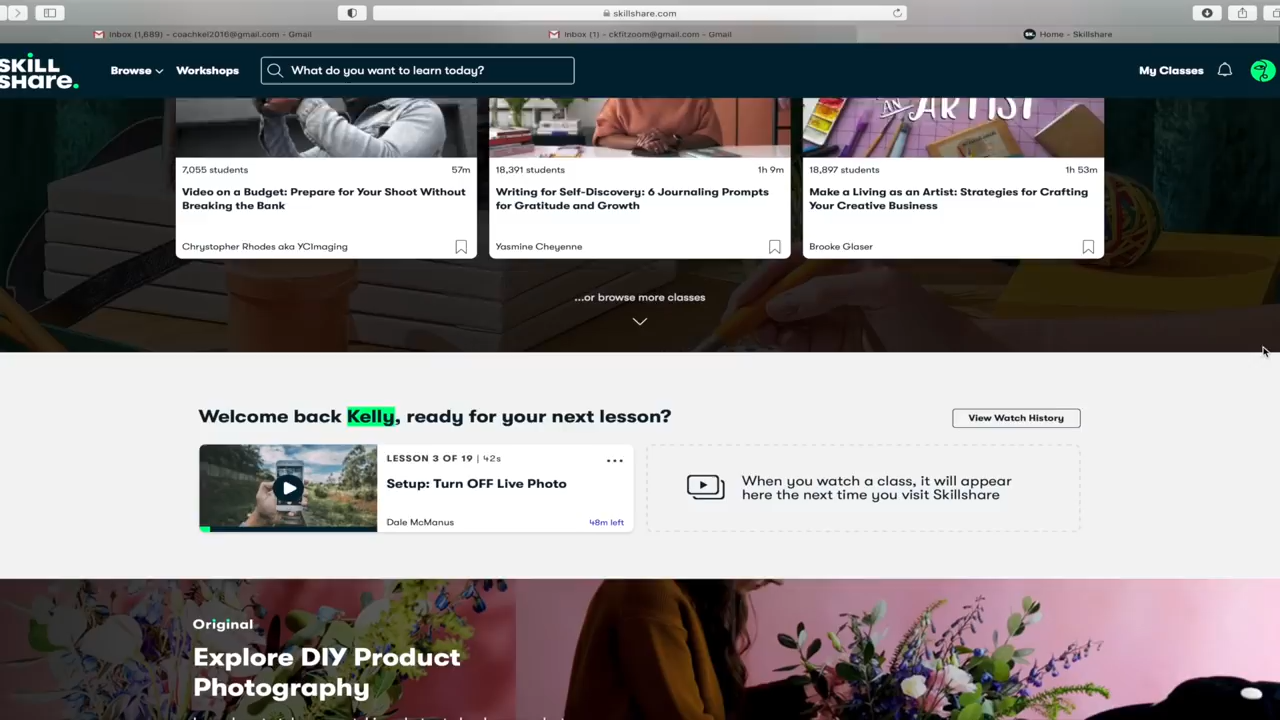 skillshare.com
Inbox (1,689) - coachkel2016@gmail.com - Gmail
Inbox (1) - ckfitzoom@gmail.com - Gmail
SK.
Home - Skillshare
SKILL
SHare.
Browse
Workshops
What do you want to learn today?
My Classes
AN
ARTIST
7,055 students
57m
Video on a Budget: Prepare for Your Shoot Without
Breaking the Bank
Chrystopher Rhodes aka YCImaging
18,391 students
1h 9m
Writing for Self-Discovery: 6 Journaling Prompts
for Gratitude and Growth
Yasmine Cheyenne
18,897 students
1h 53m
Make a Living as an Artist: Strategies for Crafting
Your Creative Business
Brooke Glaser
...or browse more classes
Welcome back Kelly, ready for your next lesson?
View Watch History
LESSON 3 OF 19 | 42s
Setup: Turn OFF Live Photo
Dale McManus
48m left
When you watch a class, it will appear
here the next time you visit Skillshare
Original
Explore DIY Product
Photography